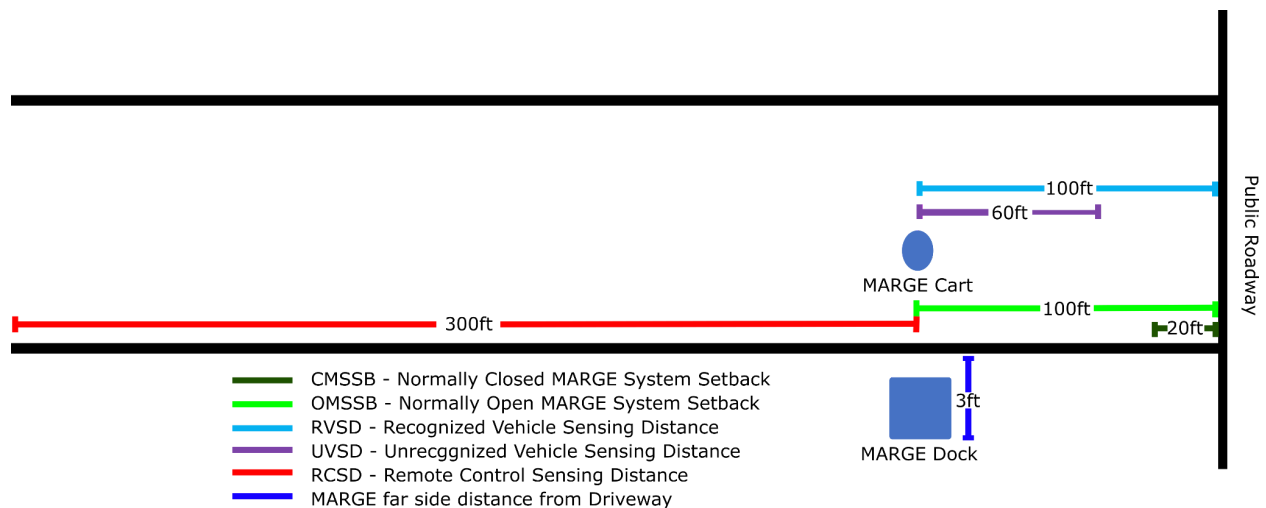 100ft
60ft
Public Roadway
MARGE Cart
100ft
300ft
20ft
CMSSB - Normally Closed MARGE System Setback
OMSSB - Normally Open MARGE System Setback
3ft
RVSD - Recognized Vehicle Sensing Distance
UVSD - Unrecggnized Vehicle Sensing Distance
MARGE Dock
RCSD - Remote Control Sensing Distance
MARGE far side distance from Driveway